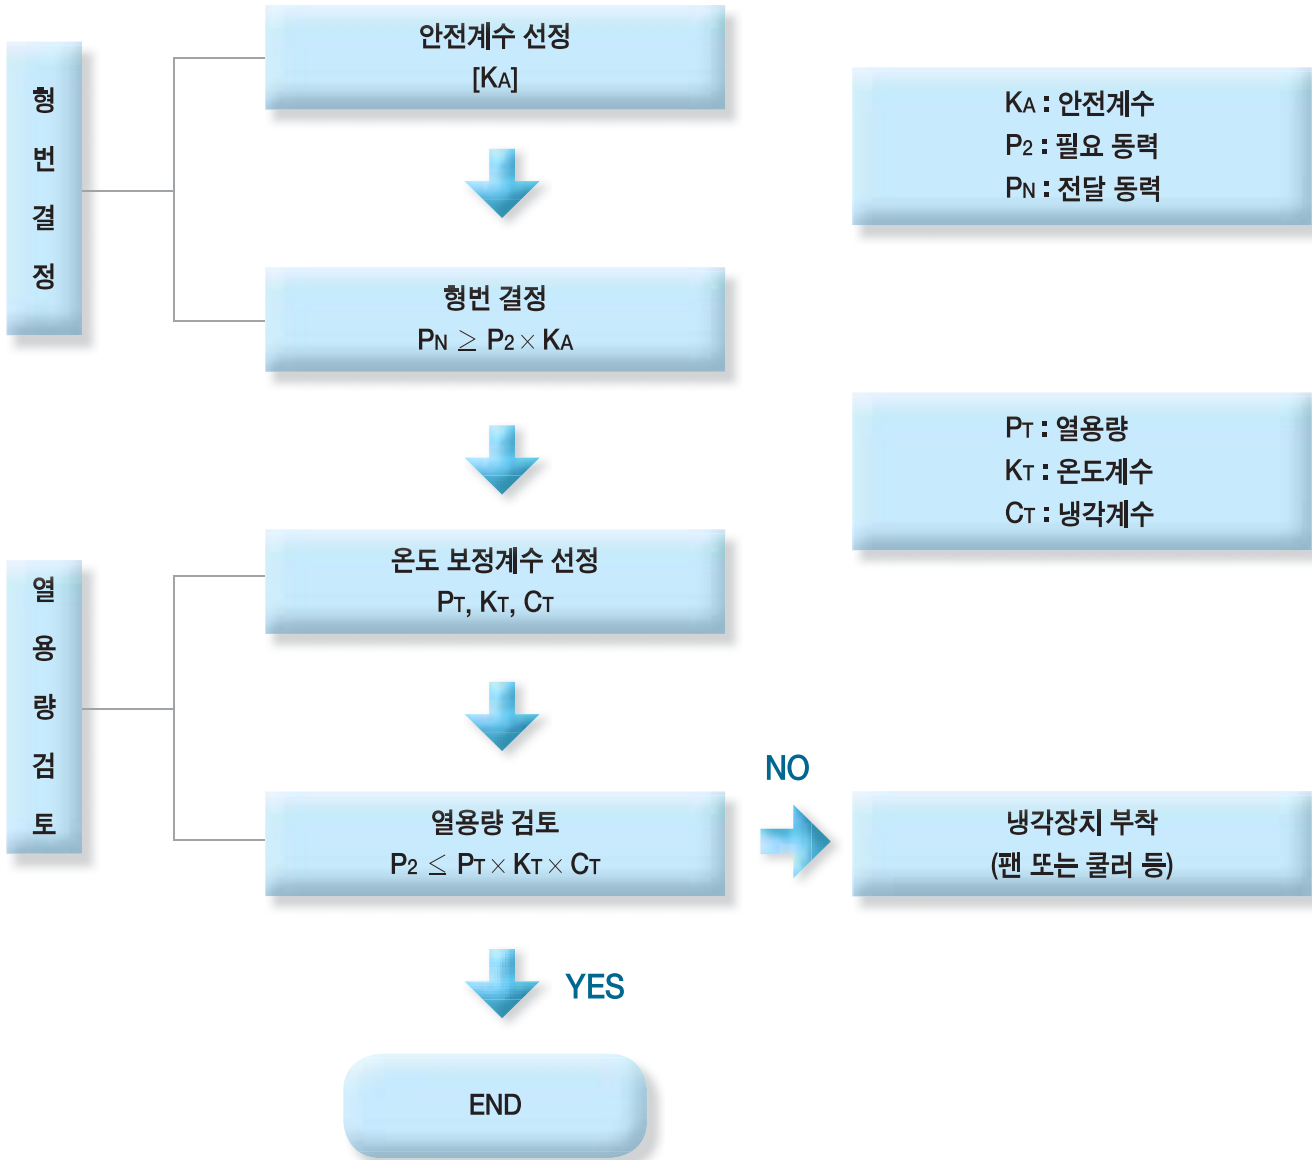 형번결정
안전계수 선정
[KA]
KA : 안전계수
P2 : 필요 동력
PN : 전달 동력
형번 결정
PN ≥ P2 × KA
PT : 열용량
KT : 온도계수
CT : 냉각계수
열용량검토
온도 보정계수 선정
PT, KT, CT
열용량 검토
P2 ≤ PT × KT × CT
NO
냉각장치 부착
(팬 또는 쿨러 등)
YES
END